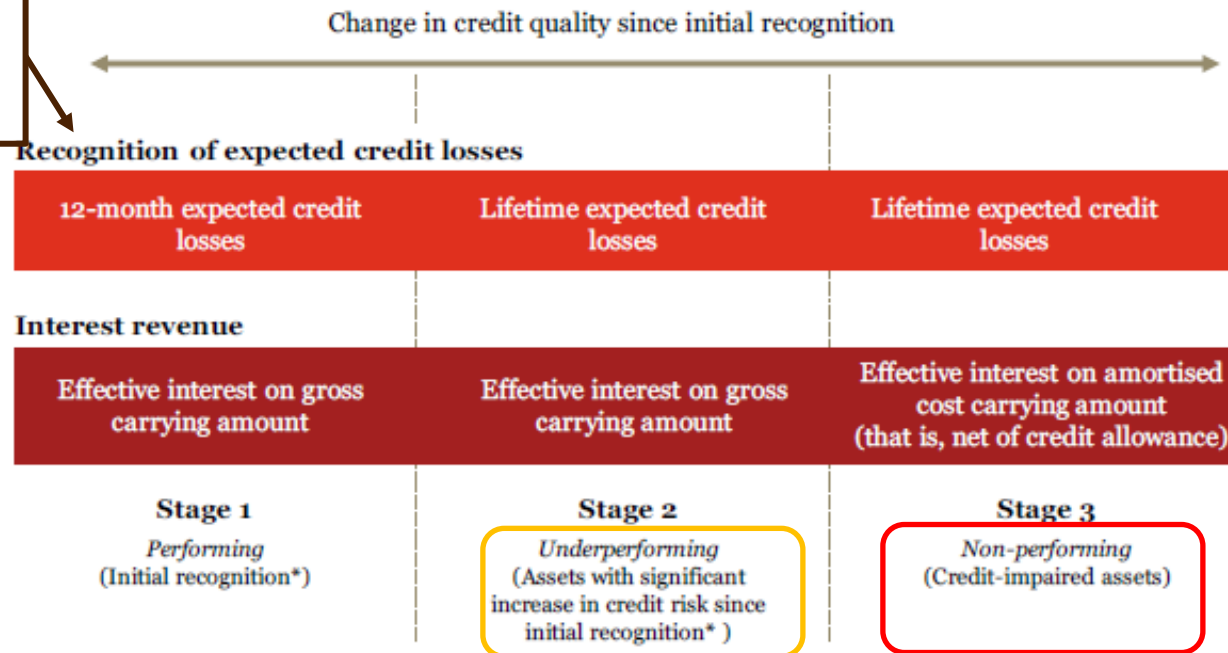 Change in credit quality since initial recognition
Recognition of expected credit losses
12-month expected credit
losses
Lifetime expected credit
losses
Lifetime expected credit
losses
Interest revenue
Effective interest on gross
carrying amount
Effective interest on gross
carrying amount
Effective interest on amortised
cost carrying amount
(that is, net of credit allowance)
Stage 1
Performing
(Initial recognition*)
Stage 2
Underperforming
(Assets with significant
increase in credit risk since
initial recognition* )
Stage 3
Non-performing
(Credit-impaired assets)